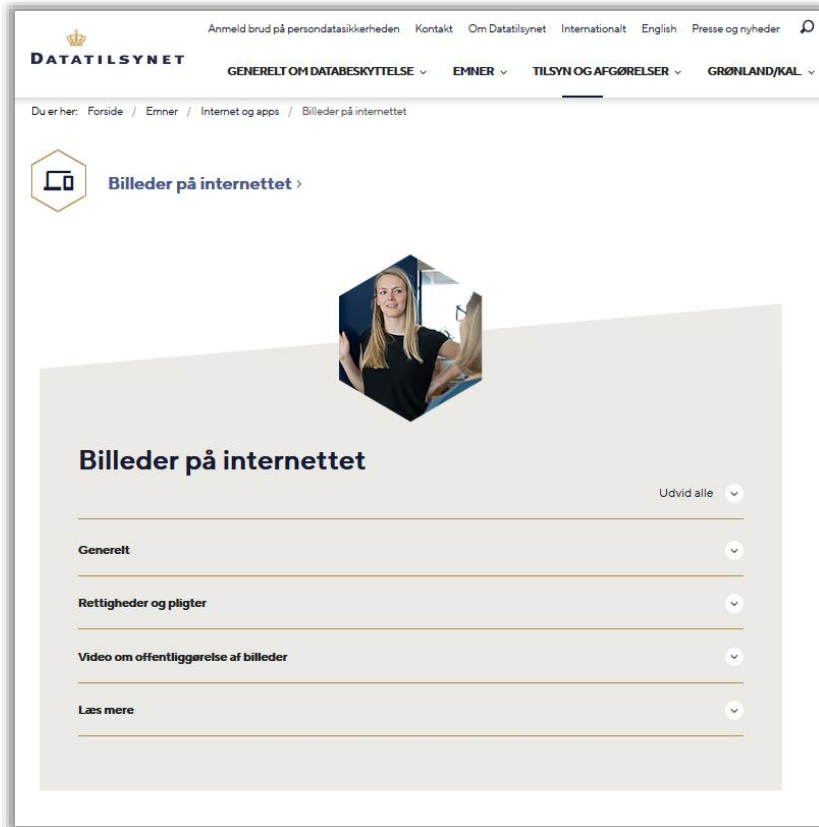 Anmeld brud på persondatasikkerheden Kontakt Om Datatilsynet Internationalt English Presse og nyheder
DATATILSYNET
GENERELT OM DATABESKYTTELSE EMNER TILSYN OG AFGØRELSER GRØNLAND/KAL.
Du er her: Forside / Emner / Internet og apps / Billeder på internettet
Billeder på internettet >
Billeder på internettet
Udvid alle
Generelt
Rettigheder og pligter
Video om offentliggørelse af billeder
Læs mere